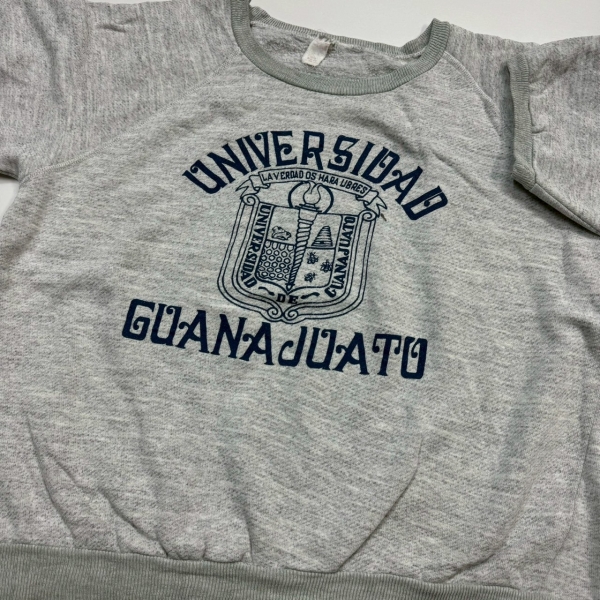 UNIVERSIDAD
LA VERDAD OS HARA LIBRES
UNIVERSIDAD
DE
GUANAJUATO
GUANAJUATO